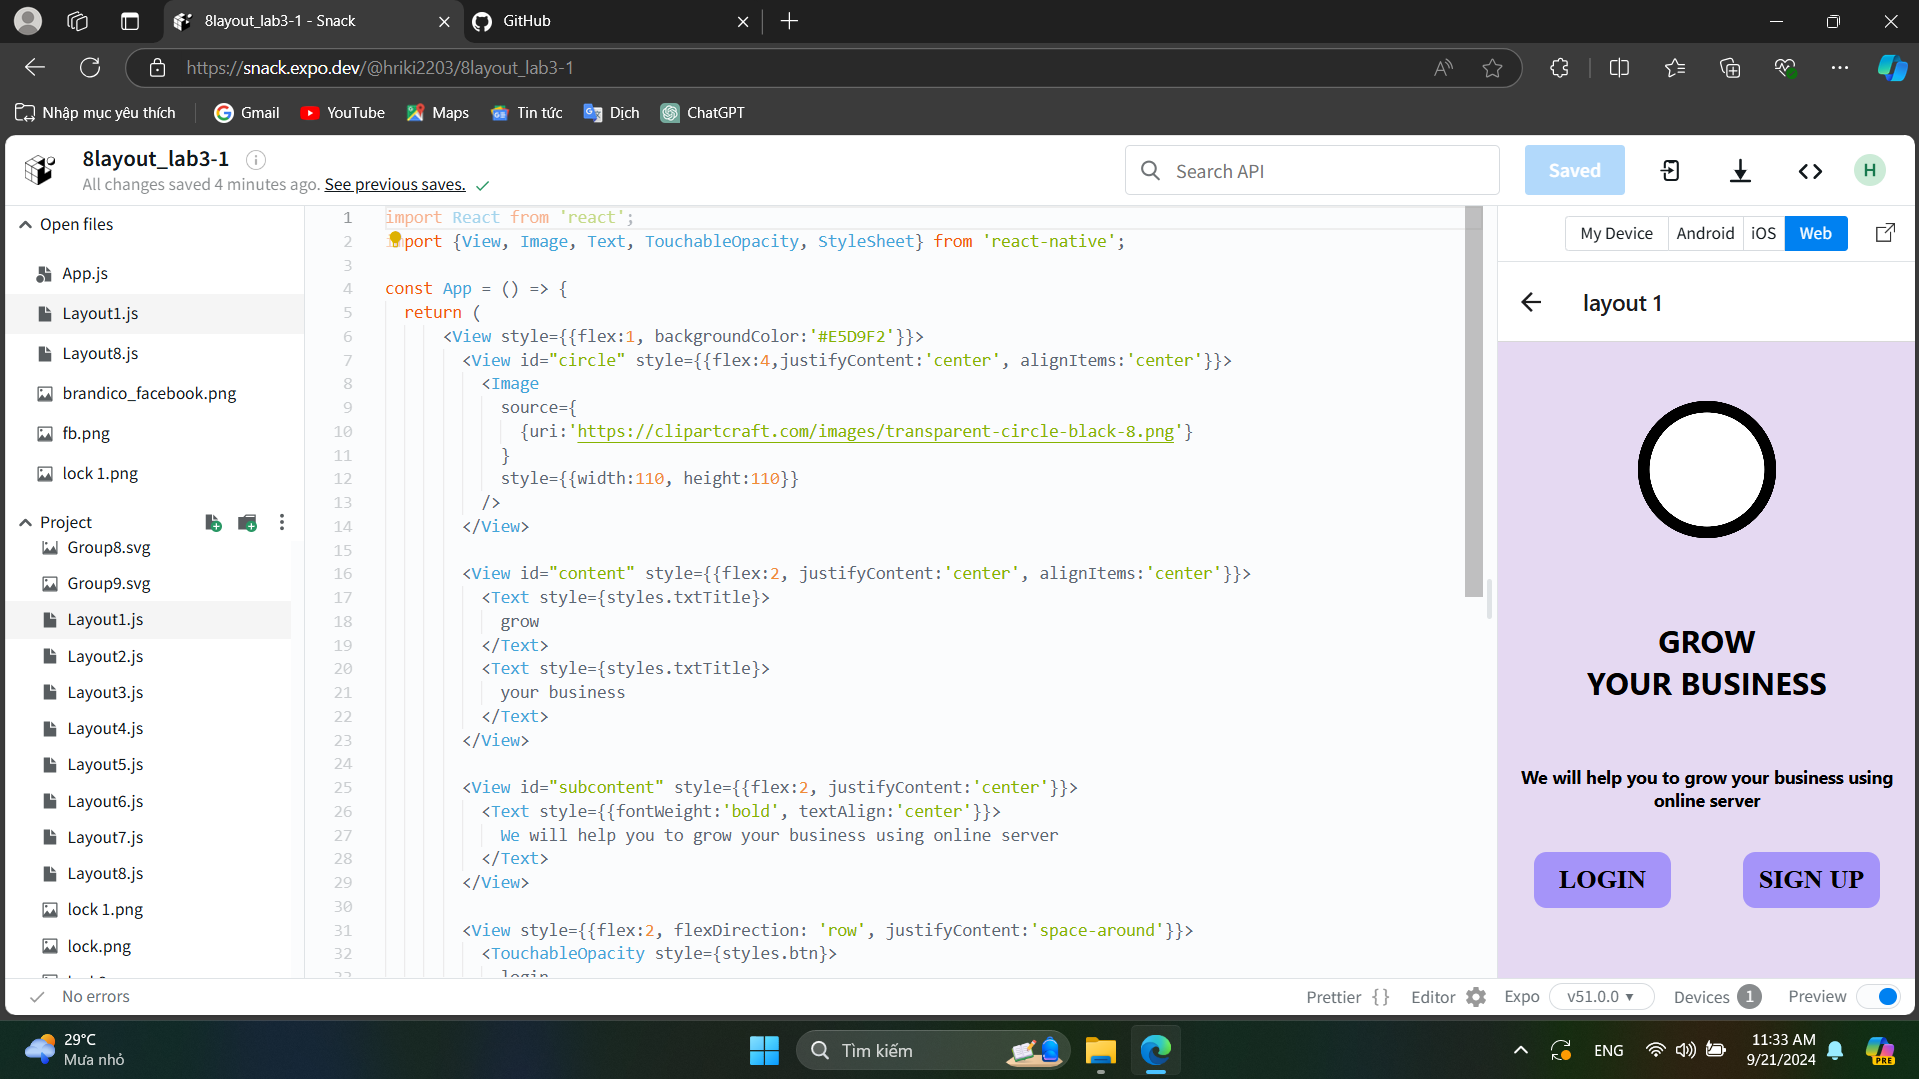 8layout_lab3-1 - Snack
GitHub
https://snack.expo.dev/@hriki2203/8layout_lab3-1
Nhập mục yêu thích
Gmail
YouTube
Maps
Tin tức
Dịch
ChatGPT
8layout_lab3-1
All changes saved 4 minutes ago. See previous saves.
Search API
Saved
H
Open files
App.js
Layout1.js
Layout8.js
brandico_facebook.png
fb.png
lock 1.png
Project
Group8.svg
Group9.svg
Layout1.js
Layout2.js
Layout3.js
Layout4.js
Layout5.js
Layout6.js
Layout7.js
Layout8.js
lock 1.png
lock.png
1 import React from 'react';
2 import {View, Image, Text, TouchableOpacity, StyleSheet} from 'react-native';
3
4 const App = () => {
5 return (
6 <View style={{flex:1, backgroundColor:'#E5D9F2'}}>
7 <View id="circle" style={{flex:4,justifyContent:'center', alignItems:'center'}}>
8 <Image
9 source={
10 {uri:'https://clipartcraft.com/images/transparent-circle-black-8.png'}
11 }
12 style={{width:110, height:110}}
13 />
14 </View>
15
16 <View id="content" style={{flex:2, justifyContent:'center', alignItems:'center'}}>
17 <Text style={styles.txtTitle}>
18 grow
19 </Text>
20 <Text style={styles.txtTitle}>
21 your business
22 </Text>
23 </View>
24
25 <View id="subcontent" style={{flex:2, justifyContent:'center'}}>
26 <Text style={{fontWeight:'bold', textAlign:'center'}}>
27 We will help you to grow your business using online server
28 </Text>
29 </View>
30
31 <View style={{flex:2, flexDirection: 'row', justifyContent:'space-around'}}>
32 <TouchableOpacity style={styles.btn}>
33 login
My Device
Android
iOS
Web
layout 1
GROW
YOUR BUSINESS
We will help you to grow your business using
online server
LOGIN
SIGN UP
No errors
Prettier { }
Editor
Expo
v51.0.0
Devices 1
Preview
29°C
Mưa nhỏ
Tìm kiếm
ENG
11:33 AM
9/21/2024
PRE